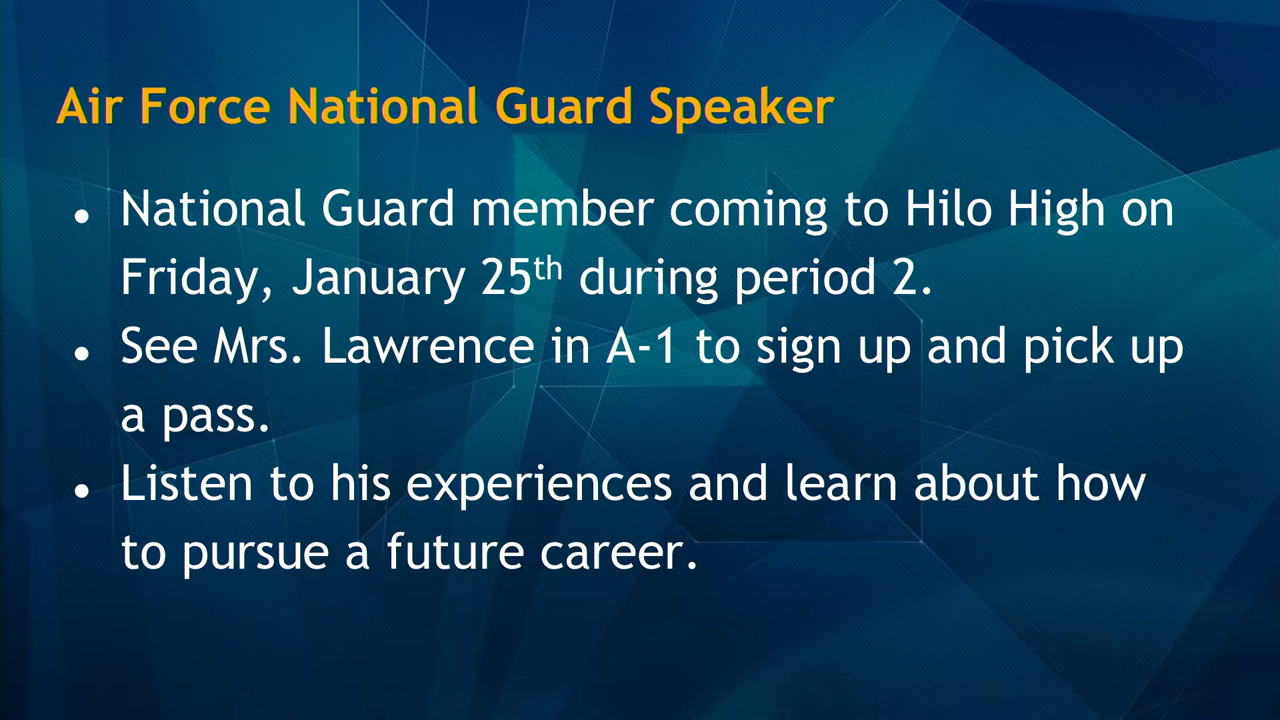 Air Force National Guard Speaker
• National Guard member coming to Hilo High on
Friday, January 25th during period 2.
• See Mrs. Lawrence in A-1 to sign up and pick up
a pass.
• Listen to his experiences and learn about how
to pursue a future career.